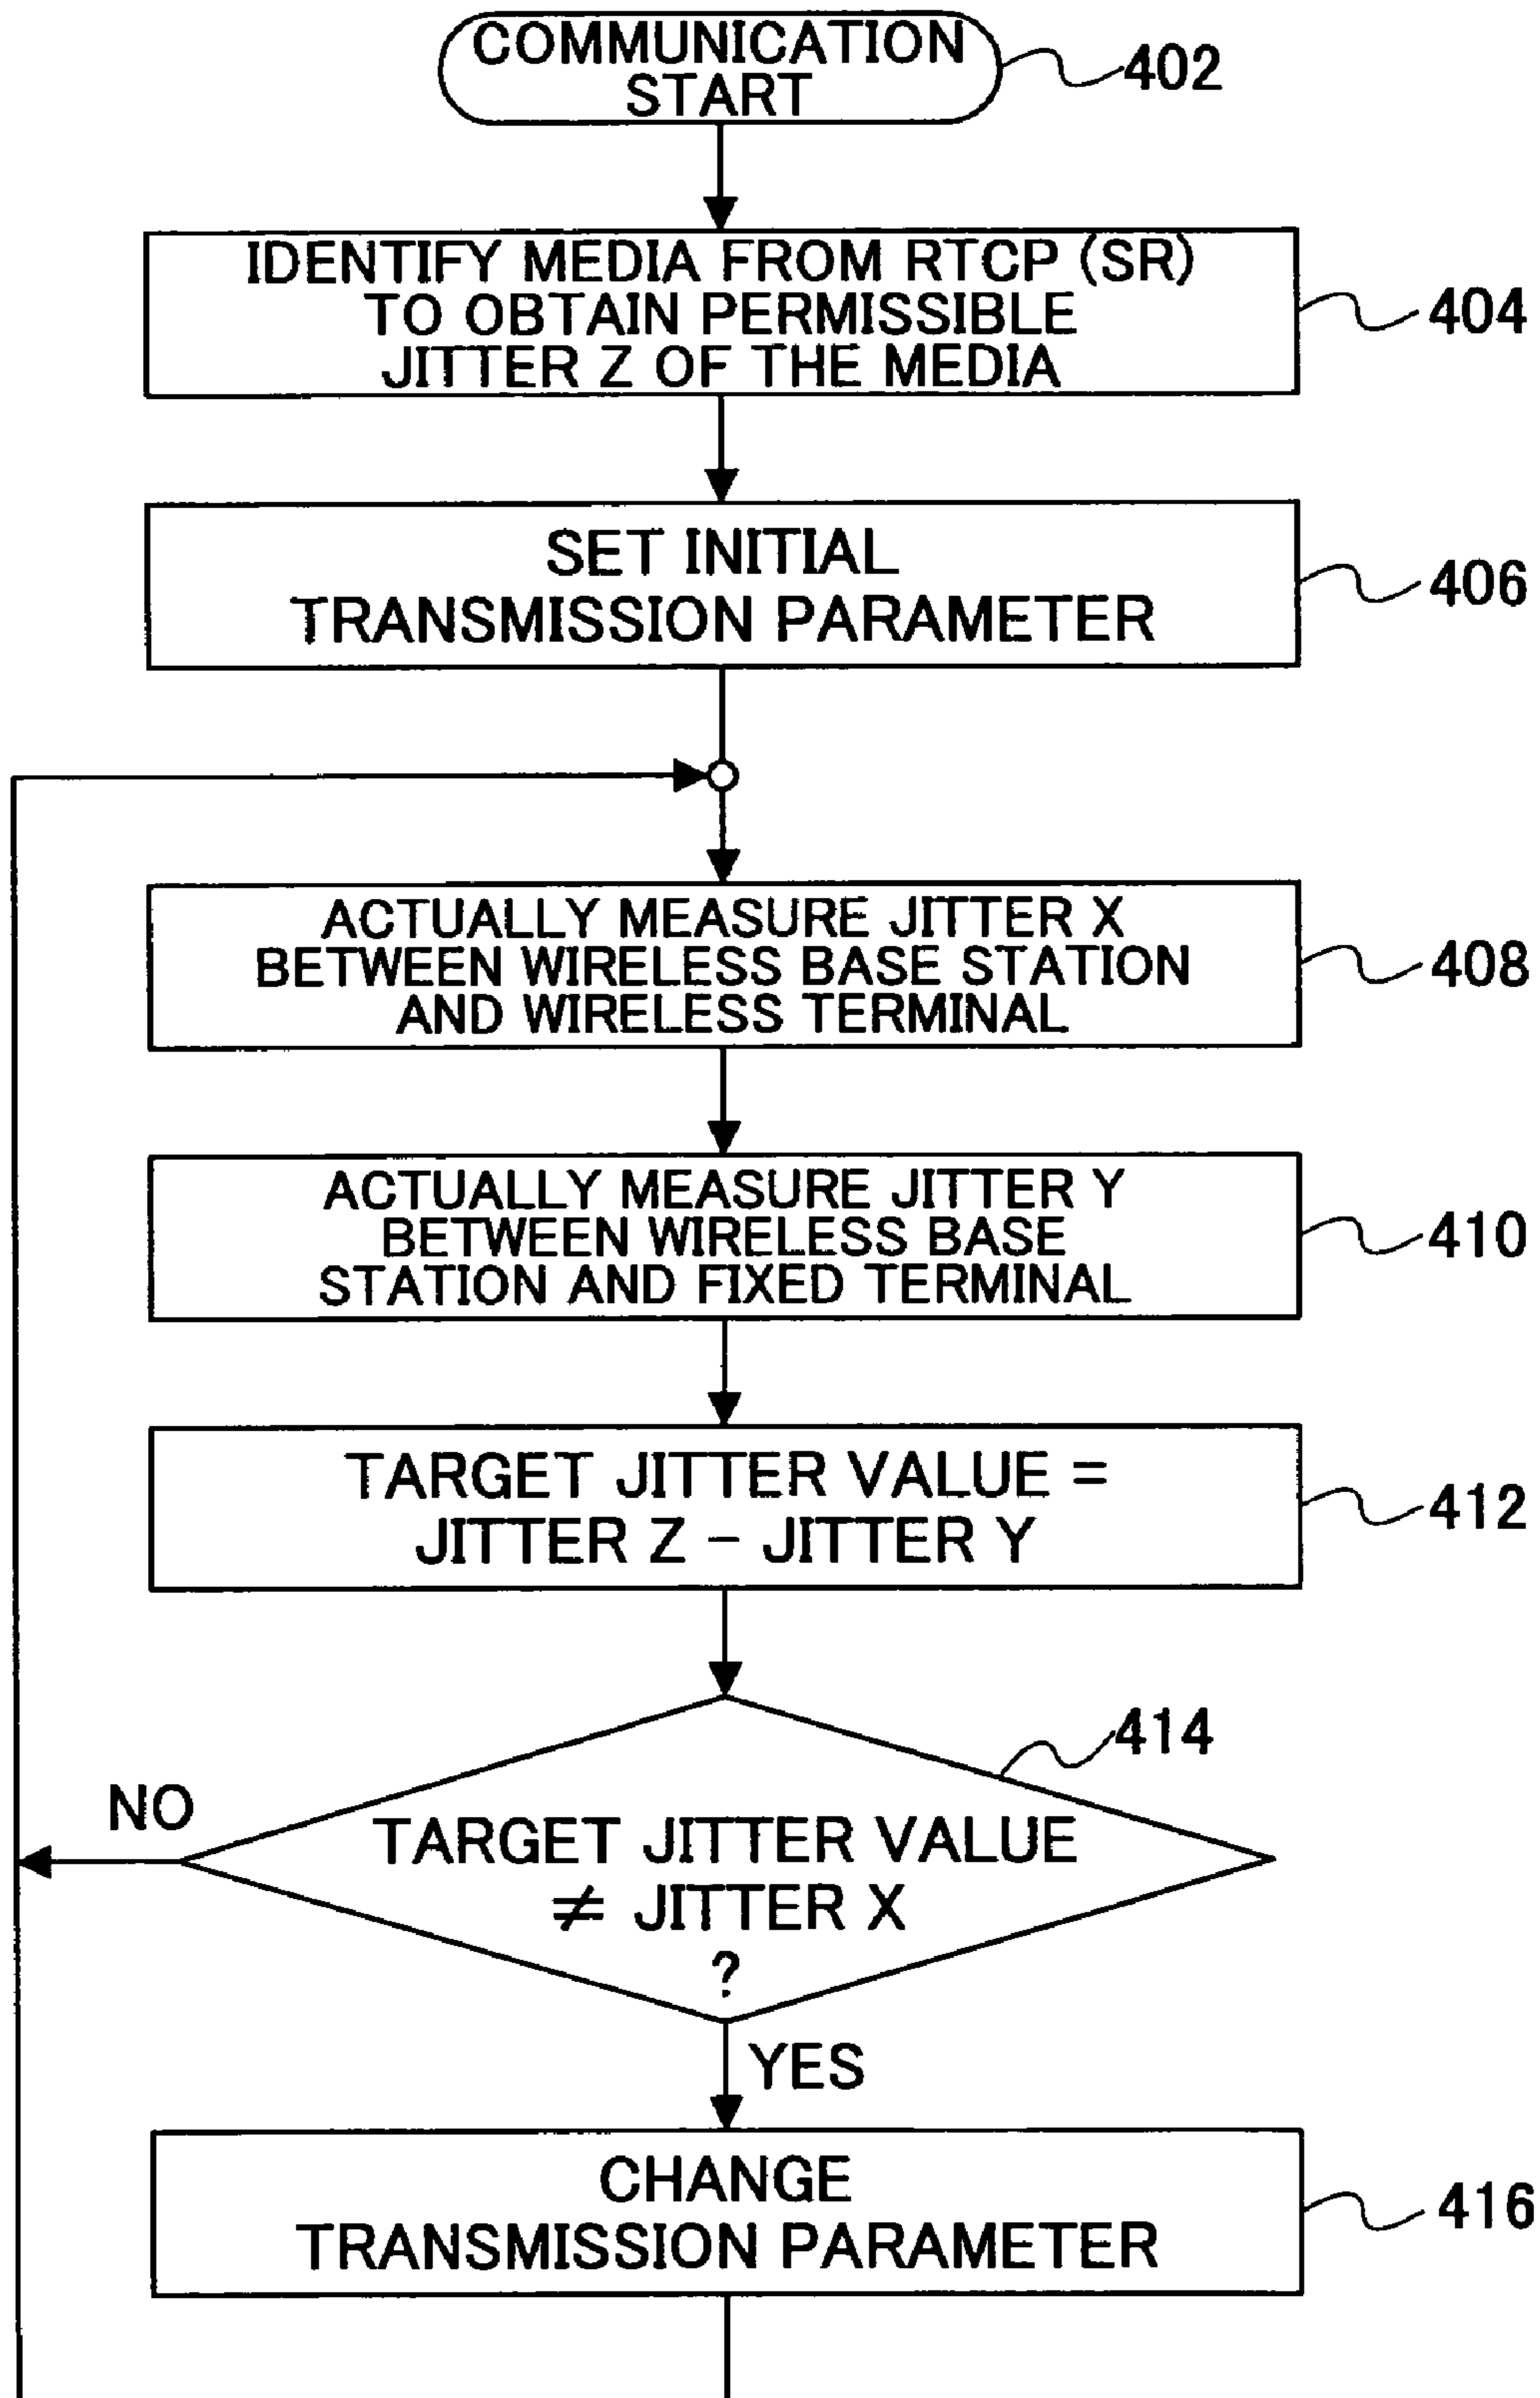 COMMUNICATION
START
402
IDENTIFY MEDIA FROM RTCP (SR)
TO OBTAIN PERMISSIBLE
JITTER Z OF THE MEDIA
404
SET INITIAL
TRANSMISSION PARAMETER
406
ACTUALLY MEASURE JITTER X
BETWEEN WIRELESS BASE STATION
AND WIRELESS TERMINAL
408
ACTUALLY MEASURE JITTER Y
BETWEEN WIRELESS BASE
STATION AND FIXED TERMINAL
410
TARGET JITTER VALUE =
JITTER Z - JITTER Y
412
414
NO
TARGET JITTER VALUE
≠ JITTER X
?
YES
CHANGE
TRANSMISSION PARAMETER
416